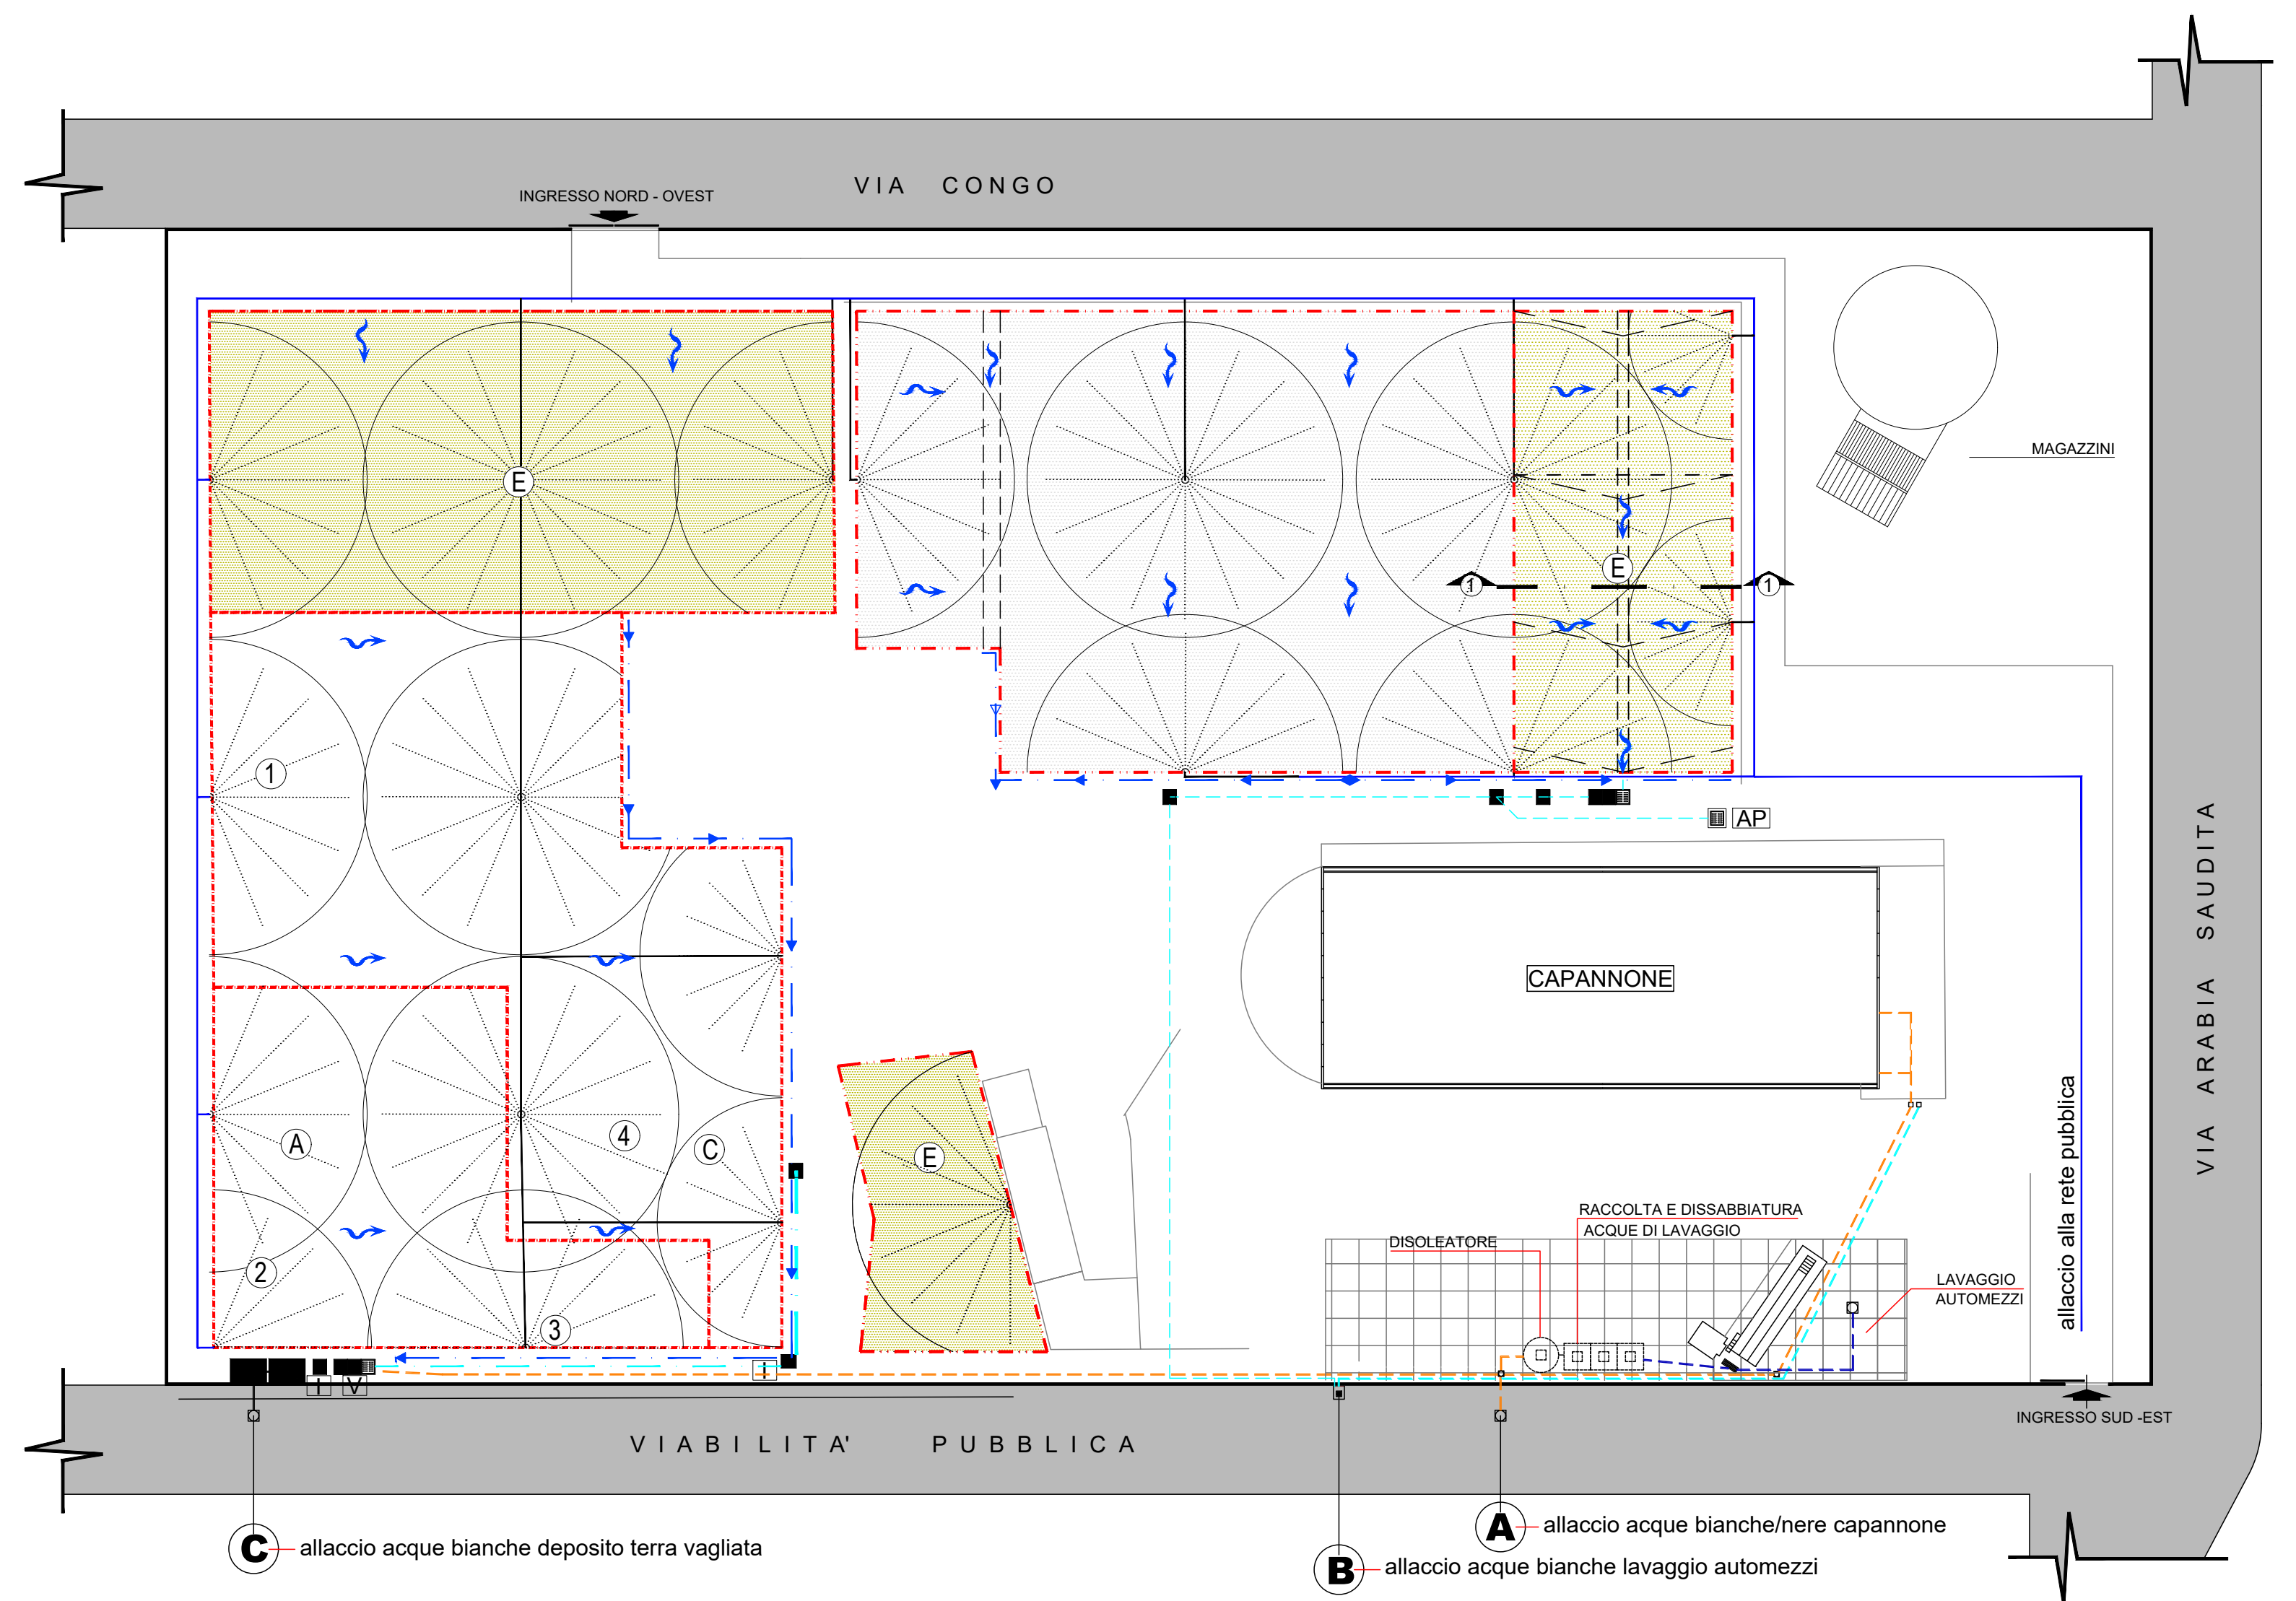 VIA CONGO
INGRESSO NORD - OVEST
MAGAZZINI
E
E
1
1
1
AP
VIA ARABIA SAUDITA
CAPANNONE
allaccio alla rete pubblica
A
4
C
E
2
3
RACCOLTA E DISSABBIATURA
ACQUE DI LAVAGGIO
DISOLEATORE
LAVAGGIO
AUTOMEZZI
I
V
I
INGRESSO SUD -EST
VIABILITA' PUBBLICA
A allaccio acque bianche/nere capannone
C allaccio acque bianche deposito terra vagliata
B allaccio acque bianche lavaggio automezzi